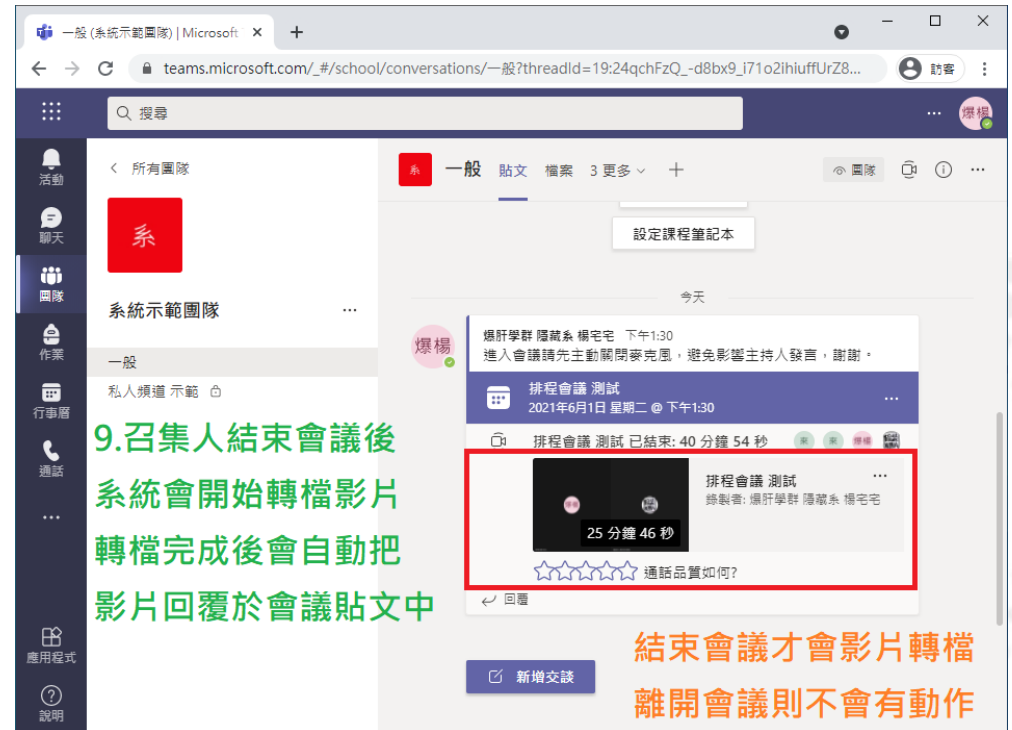 一般 (系統示範團隊) | Microsoft
teams.microsoft.com/_#/school/conversations/一般?threadId=19:24qchFzQ_-d8bx9_i71o2ihiuffUrZ8...
訪客
搜尋
爆楊
活動
聊天
團隊
作業
行事曆
通話
應用程式
說明
所有團隊
系
系統示範團隊
一般
私人頻道 示範
系
一般
貼文
檔案
3 更多
團隊
設定課程筆記本
今天
爆楊
爆肝學群 隱藏系 楊宅宅 下午1:30
進入會議請先主動關閉麥克風，避免影響主持人發言，謝謝。
排程會議 測試
2021年6月1日 星期二 @ 下午1:30
排程會議 測試 已結束: 40 分鐘 54 秒
爆楊
25 分鐘 46 秒
排程會議 測試
錄製者: 爆肝學群 隱藏系 楊宅宅
通話品質如何?
回覆
新增交談
9.召集人結束會議後
系統會開始轉檔影片
轉檔完成後會自動把
影片回覆於會議貼文中
結束會議才會影片轉檔
離開會議則不會有動作